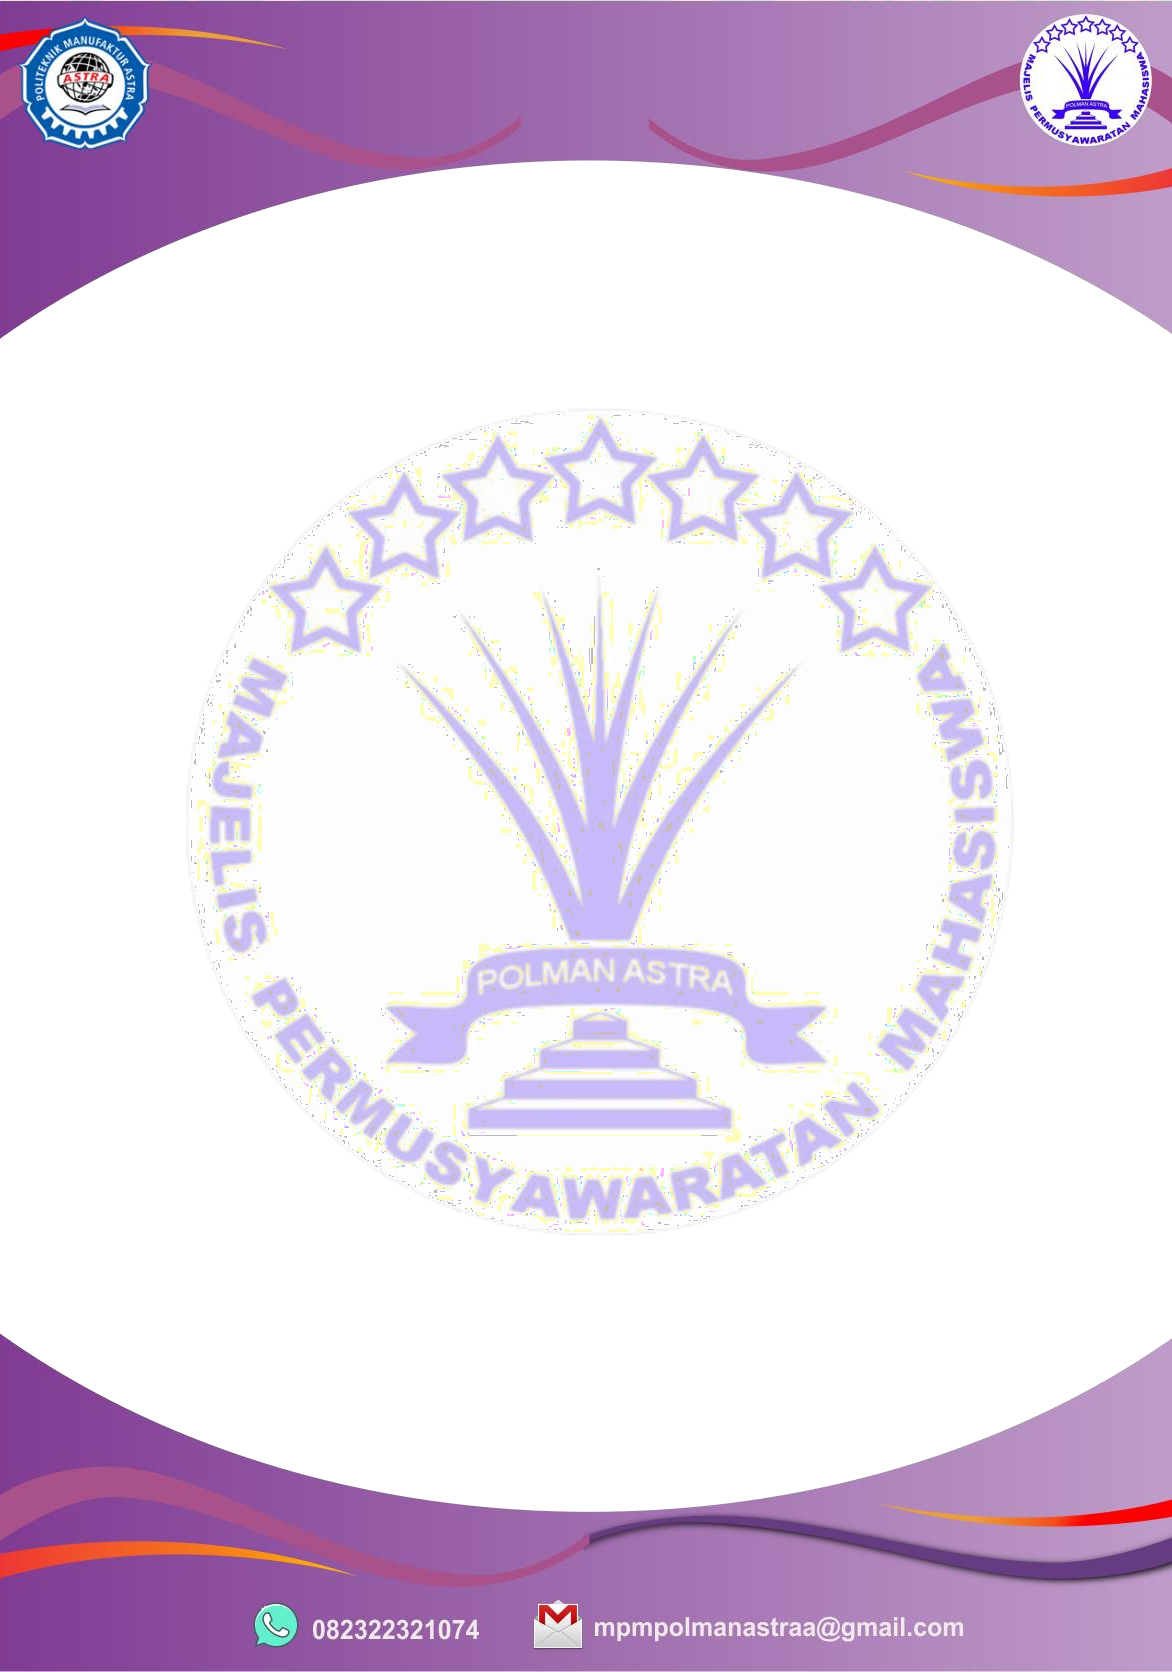 POLITEKNIK MANUFAKTUR ASTRA
ASTRA
MAJELIS PERMUSYAWARATAN MAHASISWA
POLMAN ASTRA
MAJELIS PERMUSYAWARATAN MAHASISWA
POLMAN ASTRA
082322321074
mpmpolmanastraa@gmail.com